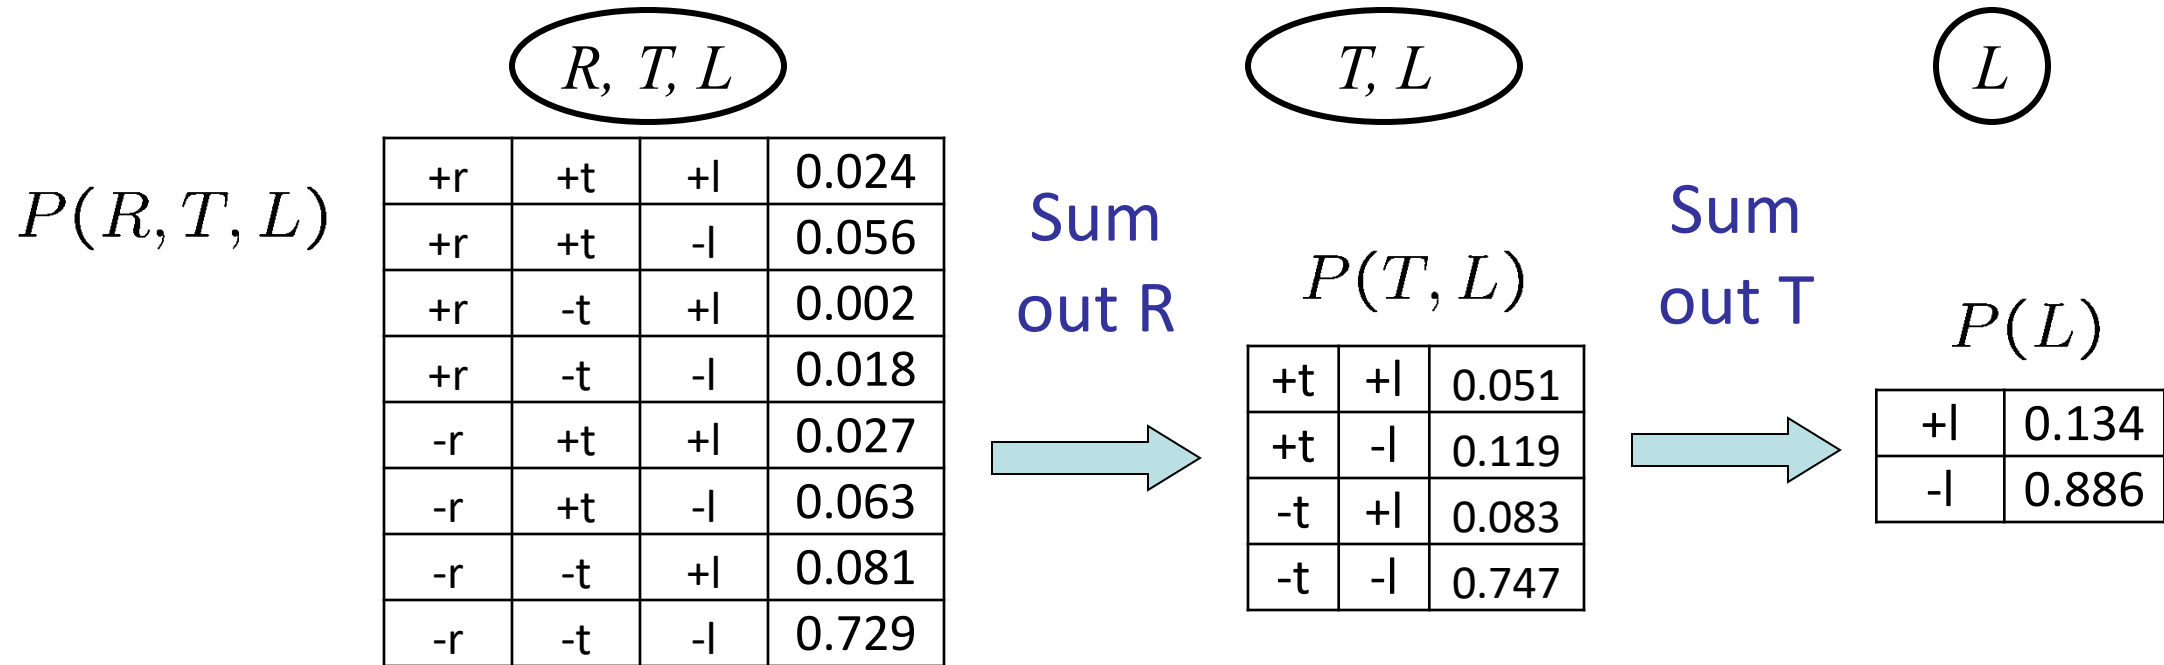 R, T, L
P(R, T, L)
+r +t +l 0.024
+r +t -l 0.056
+r -t +l 0.002
+r -t -l 0.018
-r +t +l 0.027
-r +t -l 0.063
-r -t +l 0.081
-r -t -l 0.729
Sum
out R
T, L
P(T, L)
+t +l 0.051
+t -l 0.119
-t +l 0.083
-t -l 0.747
Sum
out T
L
P(L)
+l 0.134
-l 0.886